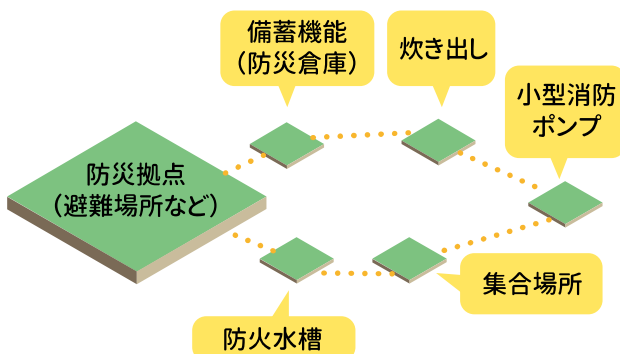 備蓄機能
（防災倉庫）
炊き出し
小型消防
ポンプ
防災拠点
（避難場所など）
集合場所
防火水槽